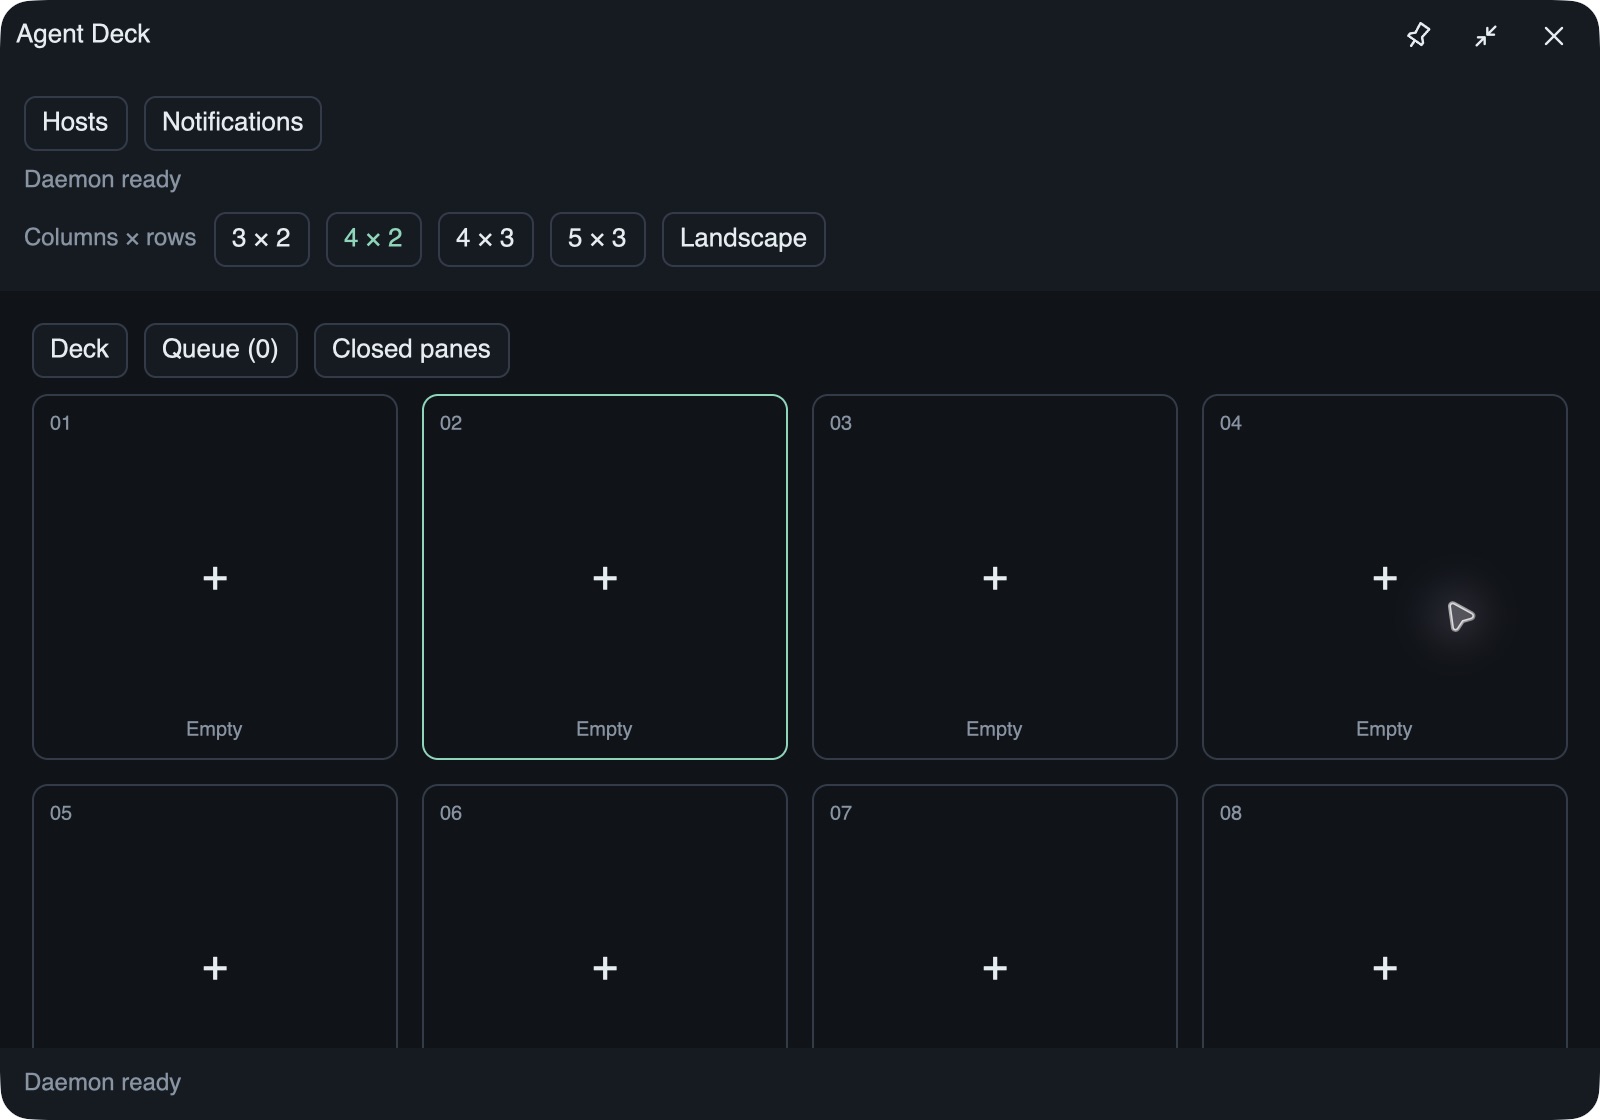 Agent Deck
Hosts Notifications
Daemon ready
Columns × rows 3 × 2 4 × 2 4 × 3 5 × 3 Landscape
Deck Queue (0) Closed panes
01 02 03 04
+ + + +
Empty Empty Empty Empty
05 06 07 08
+ + + +
Daemon ready